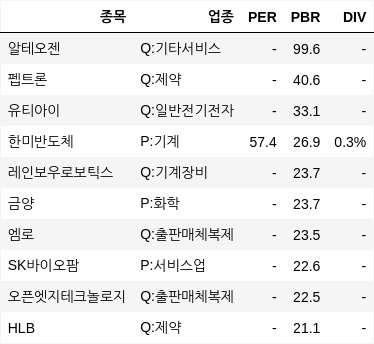 종목 업종 PER PBR DIV
알테오젠 Q:기타서비스 - 99.6 -
펩트론 Q:제약 - 40.6 -
유티아이 Q:일반전기전자 - 33.1 -
한미반도체 P:기계 57.4 26.9 0.3%
레인보우로보틱스 Q:기계장비 - 23.7 -
금양 P:화학 - 23.7 -
엠로 Q:출판매체복제 - 23.5 -
SK바이오팜 P:서비스업 - 22.6 -
오픈엣지테크놀로지 Q:출판매체복제 - 22.5 -
HLB Q:제약 - 21.1 -